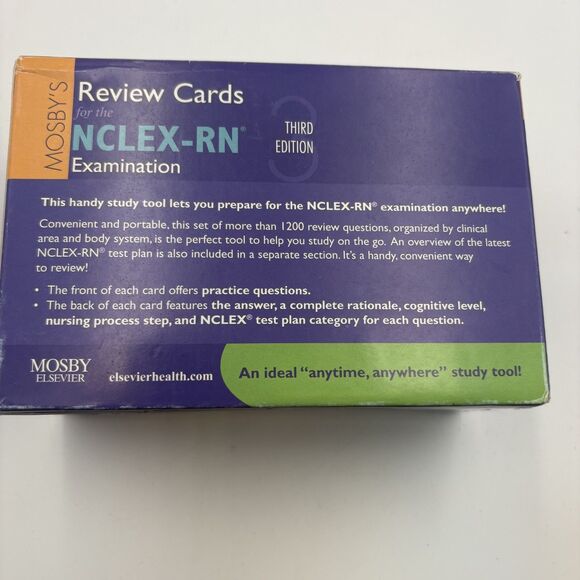 MOSBY'S
Review Cards
for the
NCLEX-RN®
Examination
3
THIRD
EDITION
This handy study tool lets you prepare for the NCLEX-RN® examination anywhere!
Convenient and portable, this set of more than 1200 review questions, organized by clinical
area and body system, is the perfect tool to help you study on the go. An overview of the latest
NCLEX-RN® test plan is also included in a separate section. It's a handy, convenient way
to review!
• The front of each card offers practice questions.
• The back of each card features the answer, a complete rationale, cognitive level,
nursing process step, and NCLEX® test plan category for each question.
MOSBY
ELSEVIER
elsevierhealth.com
An ideal "anytime, anywhere" study tool!